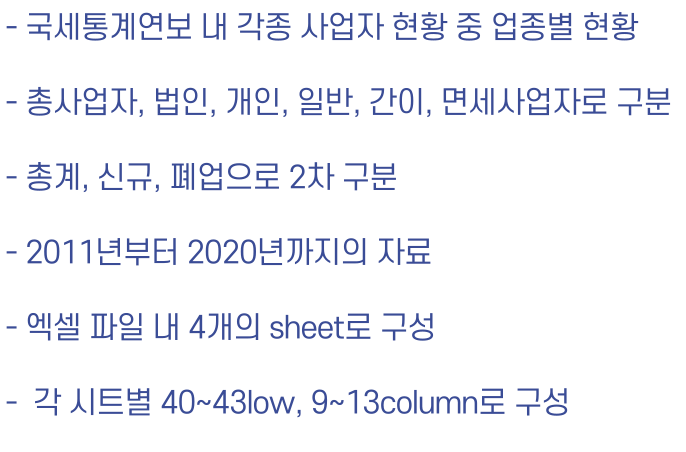 - 국세통계연보 내 각종 사업자 현황 중 업종별 현황
- 총사업자, 법인, 개인, 일반, 간이, 면세사업자로 구분
- 총계, 신규, 폐업으로 2차 구분
- 2011년부터 2020년까지의 자료
- 엑셀 파일 내 4개의 sheet로 구성
- 각 시트별 40~43low, 9~13column로 구성